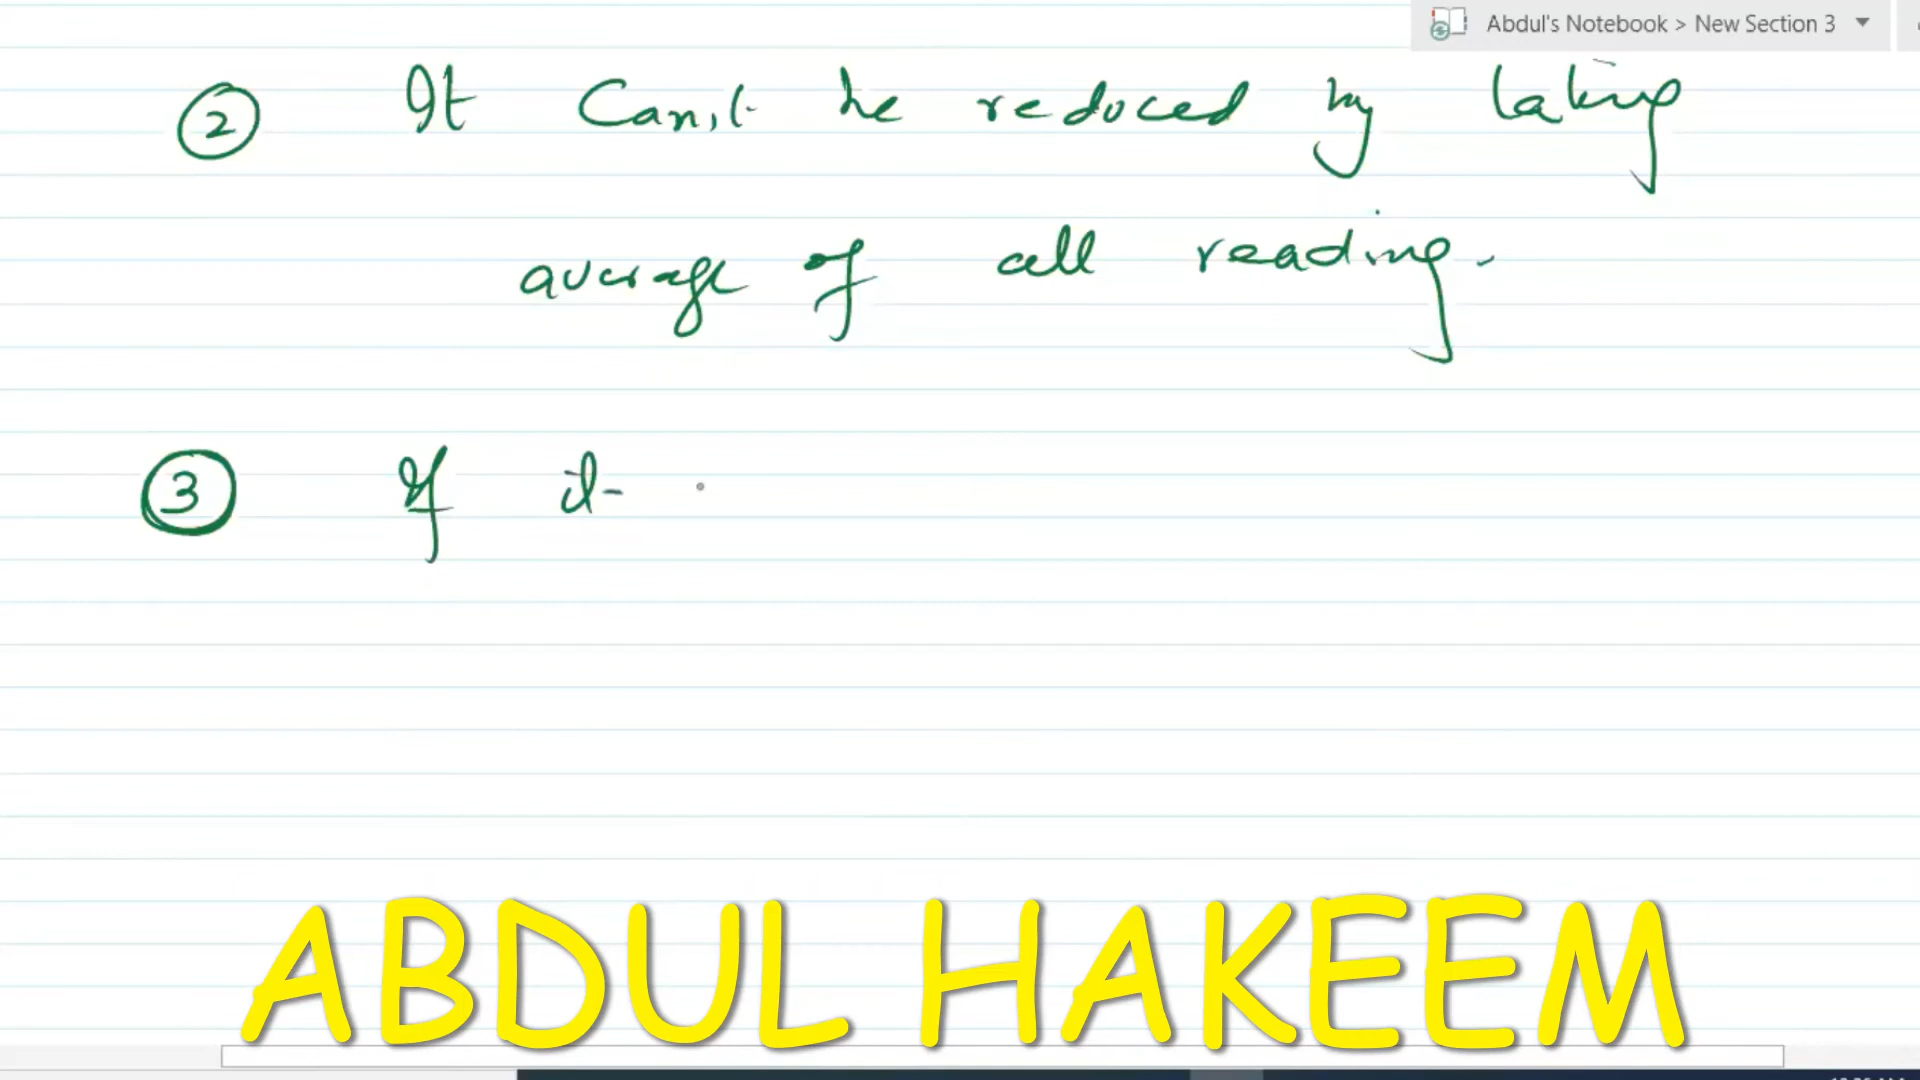 Abdul's Notebook > New Section 3
② It Can,t be reduced by taking
average of all reading.
③ If it
ABDUL HAKEEM